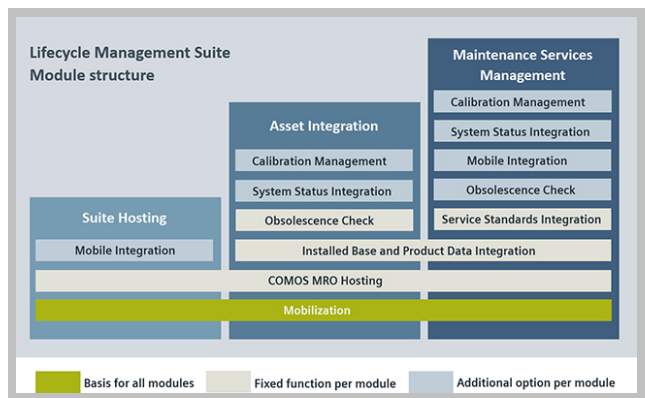 Lifecycle Management Suite
Module structure
Maintenance Services
Management
Calibration Management
System Status Integration
Mobile Integration
Obsolescence Check
Service Standards Integration
Asset Integration
Calibration Management
System Status Integration
Obsolescence Check
Suite Hosting
Mobile Integration
Installed Base and Product Data Integration
COMOS MRO Hosting
Mobilization
Basis for all modules
Fixed function per module
Additional option per module